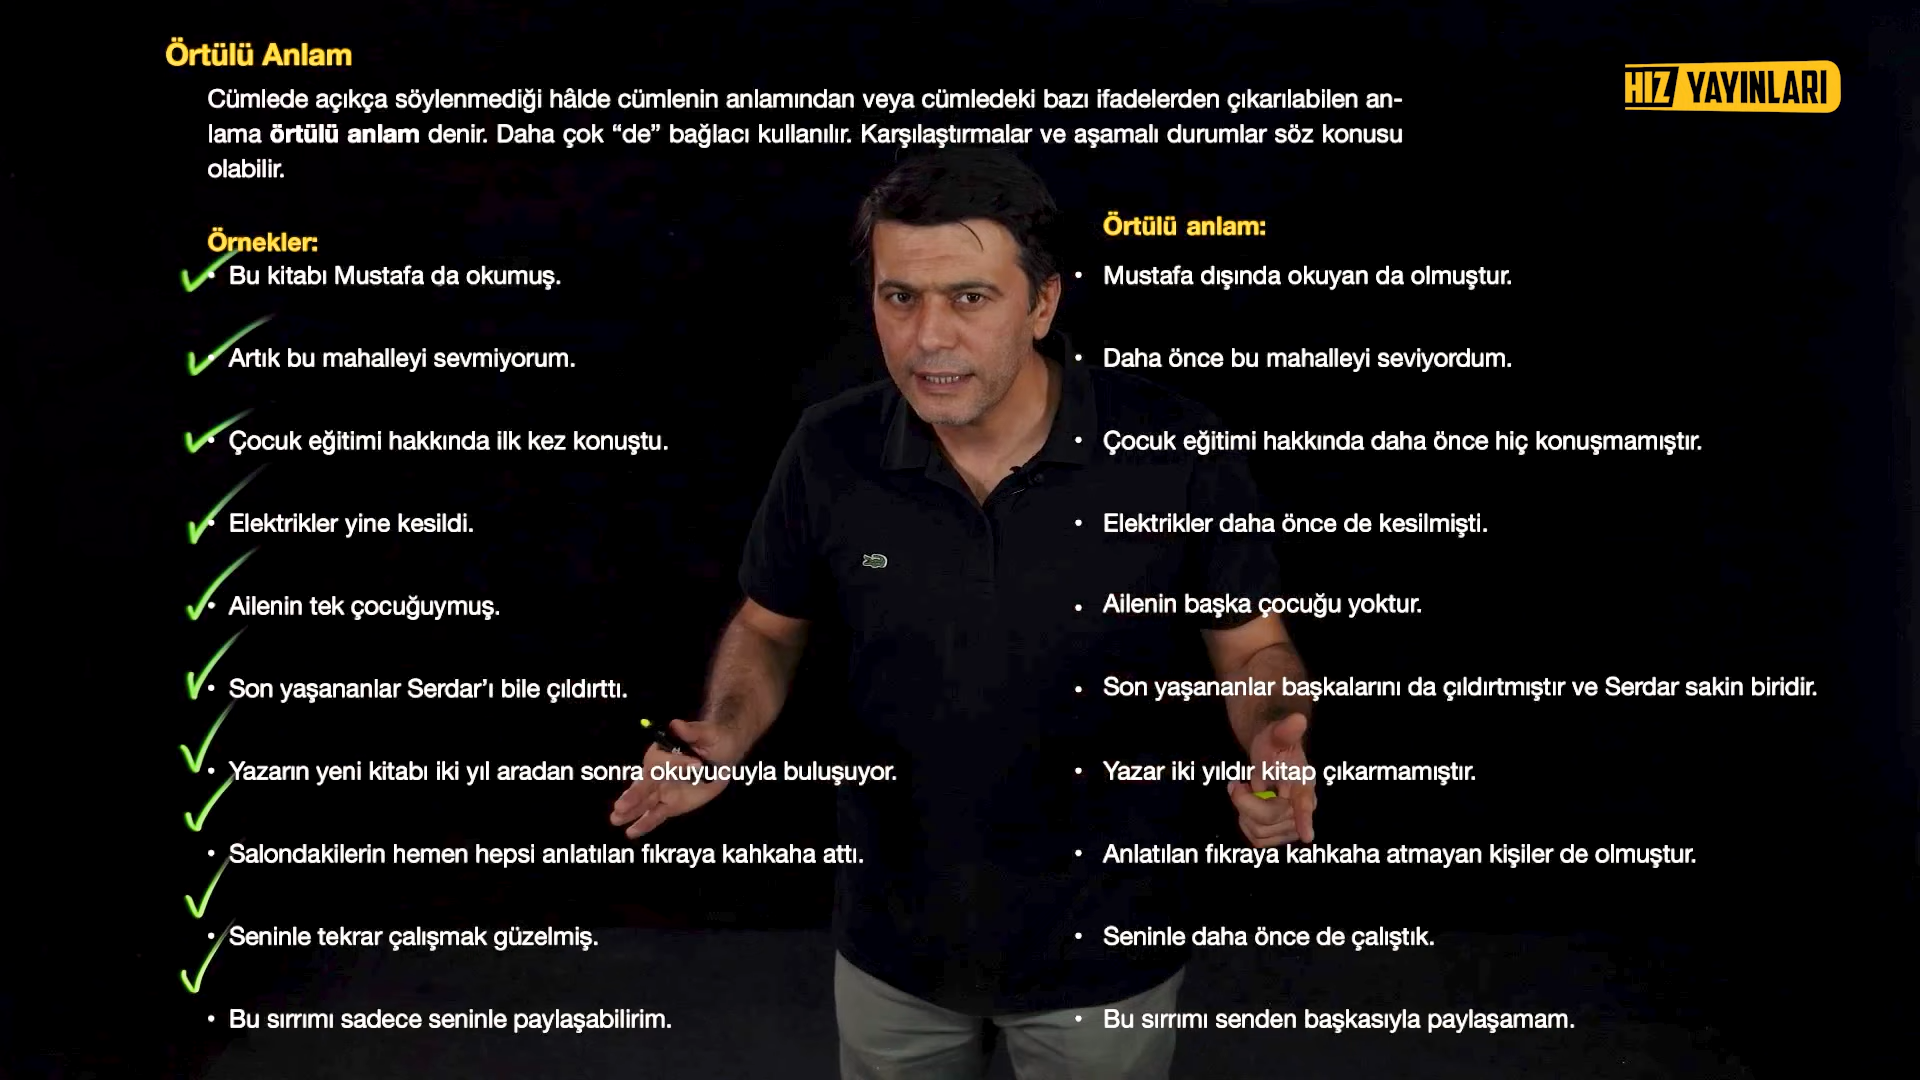 Örtülü Anlam
HIZ YAYINLARI
Cümlede açıkça söylenmediği hâlde cümlenin anlamından veya cümledeki bazı ifadelerden çıkarılabilen an-
lama örtülü anlam denir. Daha çok “de” bağlacı kullanılır. Karşılaştırmalar ve aşamalı durumlar söz konusu
olabilir.
Örnekler:
• Bu kitabı Mustafa da okumuş.
• Artık bu mahalleyi sevmiyorum.
• Çocuk eğitimi hakkında ilk kez konuştu.
• Elektrikler yine kesildi.
• Ailenin tek çocuğuymuş.
• Son yaşananlar Serdar’ı bile çıldırttı.
• Yazarın yeni kitabı iki yıl aradan sonra okuyucuyla buluşuyor.
• Salondakilerin hemen hepsi anlatılan fıkraya kahkaha attı.
• Seninle tekrar çalışmak güzelmiş.
• Bu sırrımı sadece seninle paylaşabilirim.
Örtülü anlam:
• Mustafa dışında okuyan da olmuştur.
• Daha önce bu mahalleyi seviyordum.
• Çocuk eğitimi hakkında daha önce hiç konuşmamıştır.
• Elektrikler daha önce de kesilmişti.
• Ailenin başka çocuğu yoktur.
• Son yaşananlar başkalarını da çıldırtmıştır ve Serdar sakin biridir.
• Yazar iki yıldır kitap çıkarmamıştır.
• Anlatılan fıkraya kahkaha atmayan kişiler de olmuştur.
• Seninle daha önce de çalıştık.
• Bu sırrımı senden başkasıyla paylaşamam.